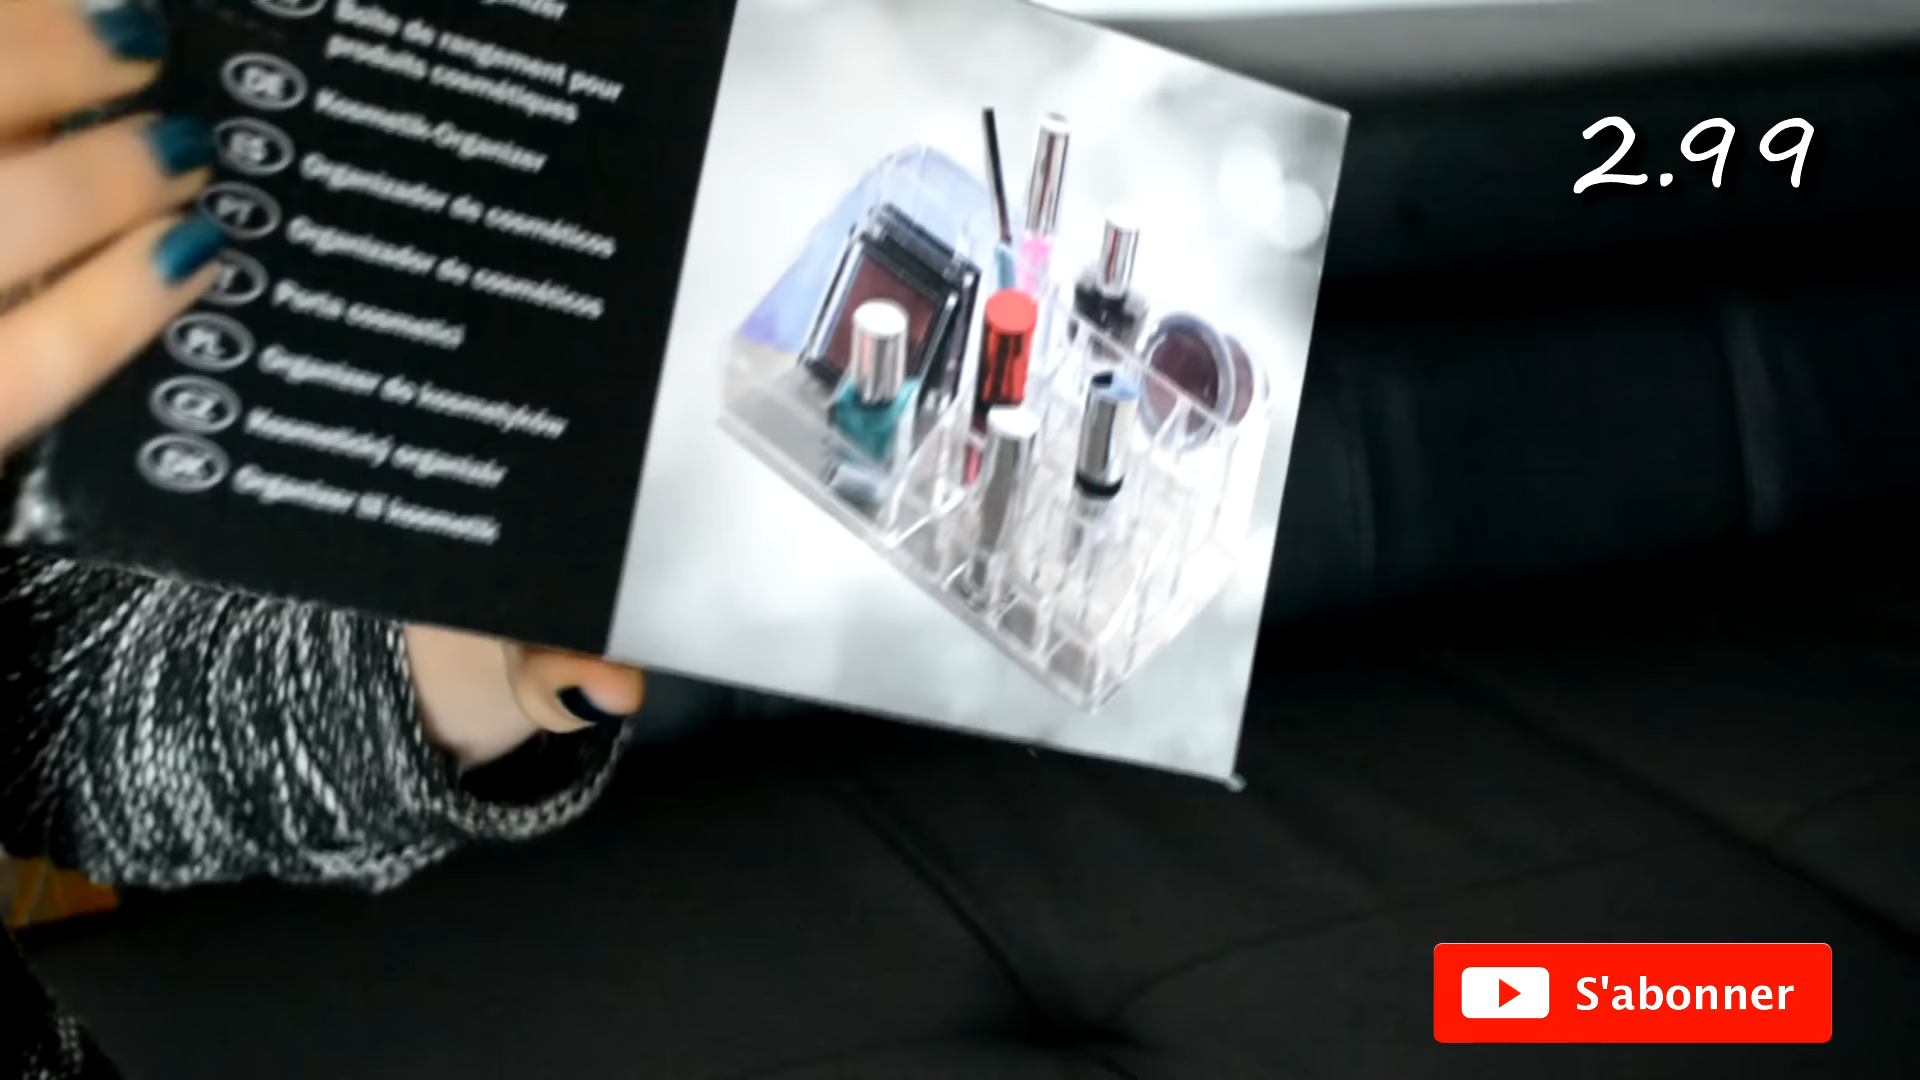 Boîte de rangement pour
produits cosmétiques
DE Kosmetik-Organizer
ES Organizador de cosméticos
PT Organizador de cosméticos
IT Porta cosmetici
PL Organizer do kosmetyków
CZ Kosmetický organizér
DK Organizer til kosmetik
2.99
S'abonner